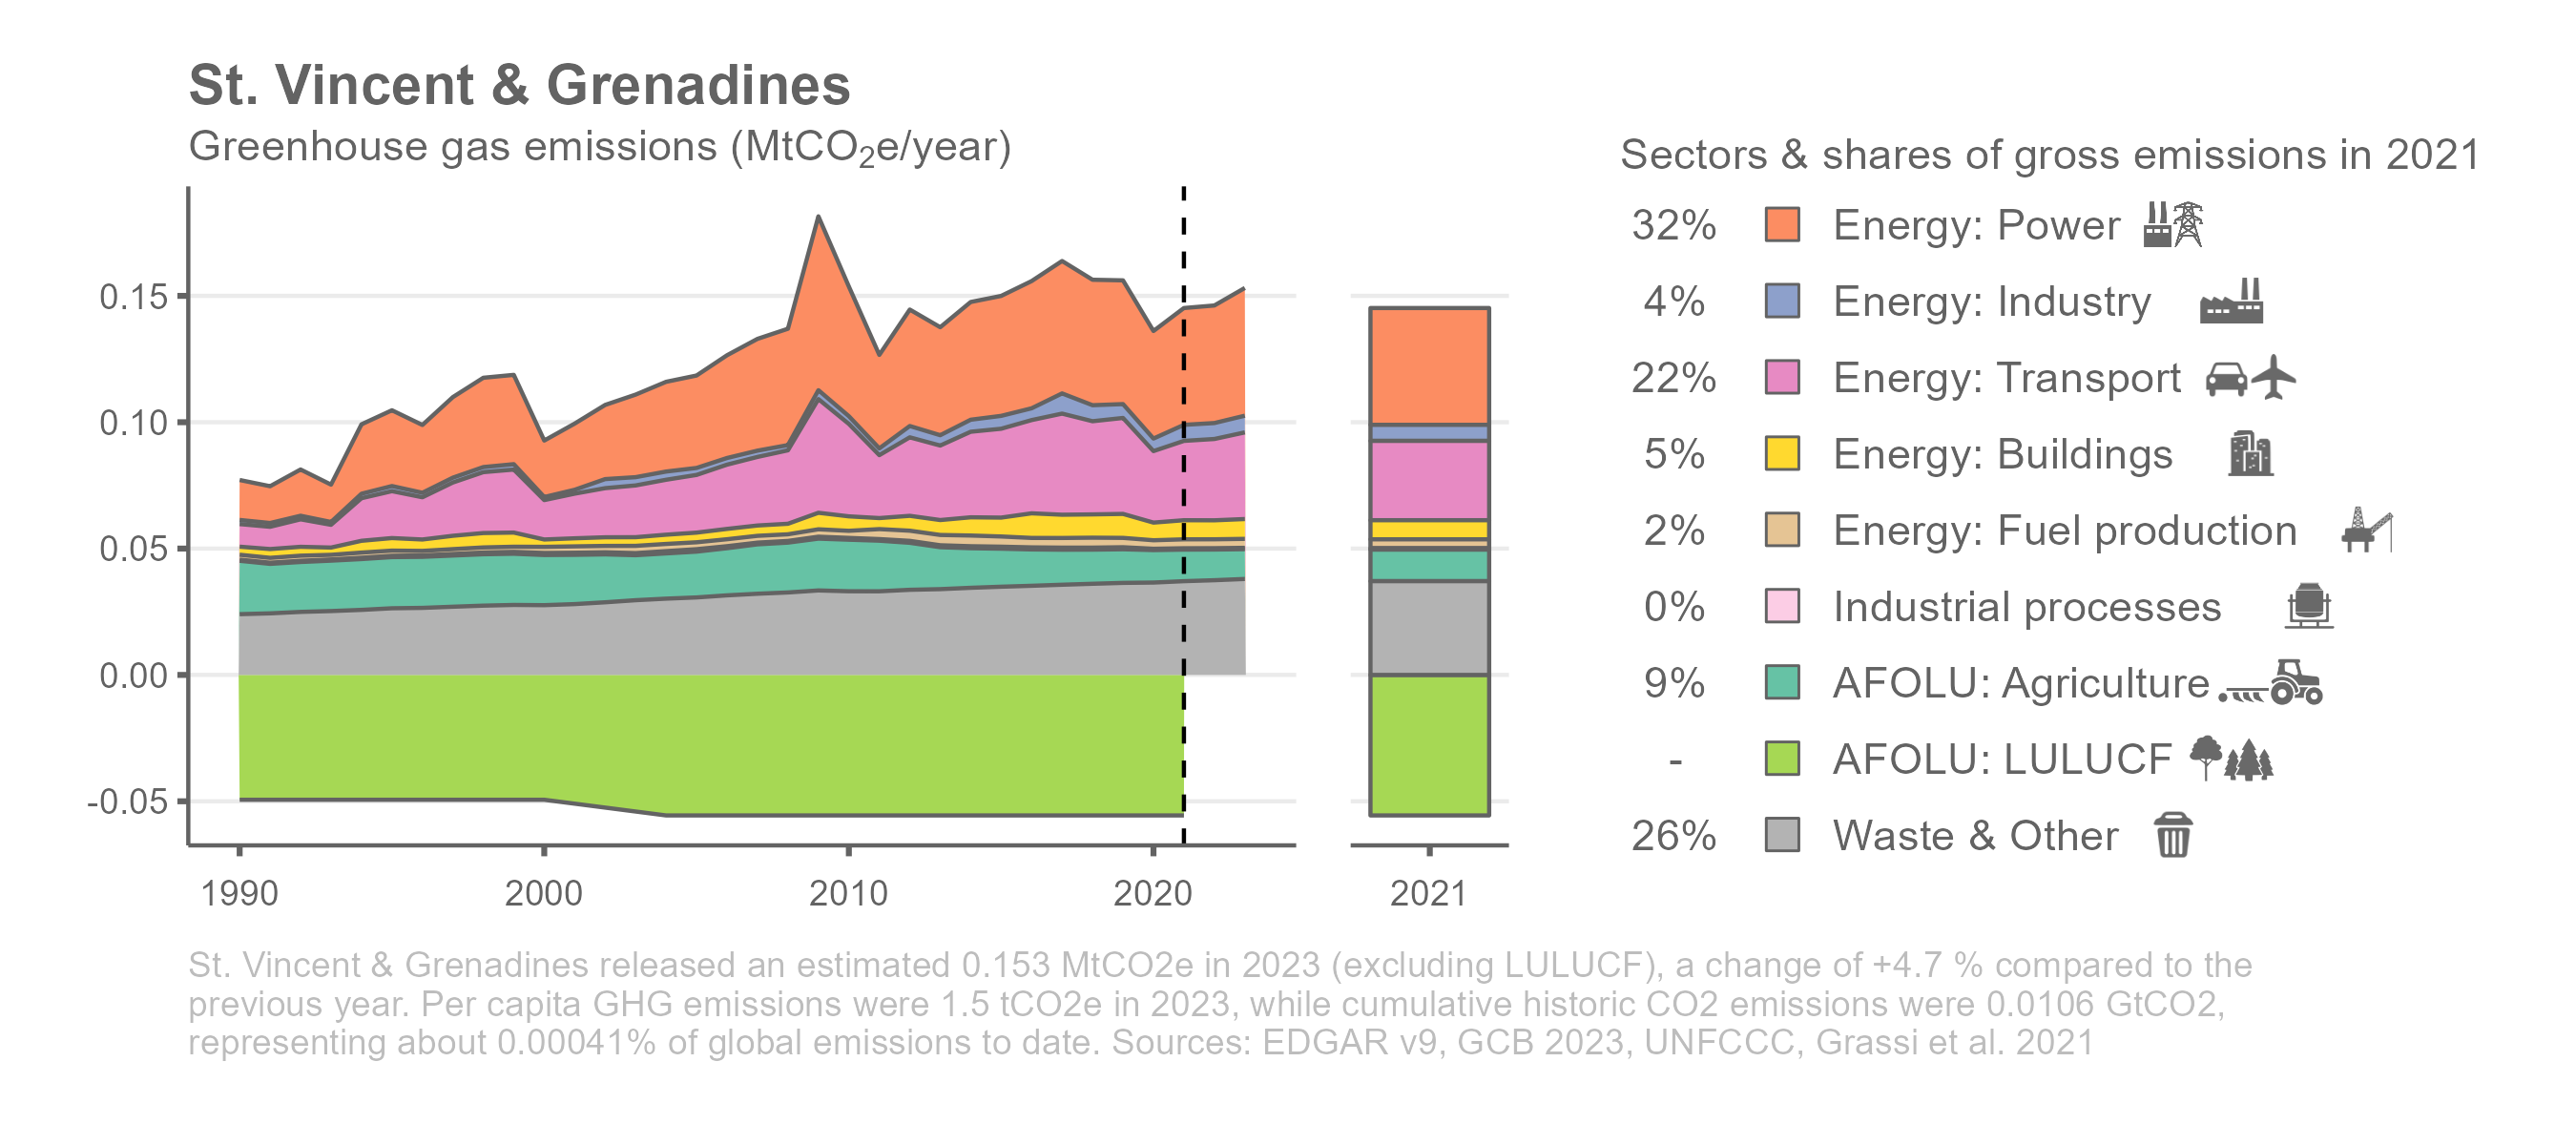 St. Vincent & Grenadines
Greenhouse gas emissions (MtCO₂e/year)
0.15
0.10
0.05
0.00
-0.05
1990 2000 2010 2020 2021
Sectors & shares of gross emissions in 2021
32% Energy: Power
4% Energy: Industry
22% Energy: Transport
5% Energy: Buildings
2% Energy: Fuel production
0% Industrial processes
9% AFOLU: Agriculture
- AFOLU: LULUCF
26% Waste & Other
St. Vincent & Grenadines released an estimated 0.153 MtCO2e in 2023 (excluding LULUCF), a change of +4.7 % compared to the
previous year. Per capita GHG emissions were 1.5 tCO2e in 2023, while cumulative historic CO2 emissions were 0.0106 GtCO2,
representing about 0.00041% of global emissions to date. Sources: EDGAR v9, GCB 2023, UNFCCC, Grassi et al. 2021